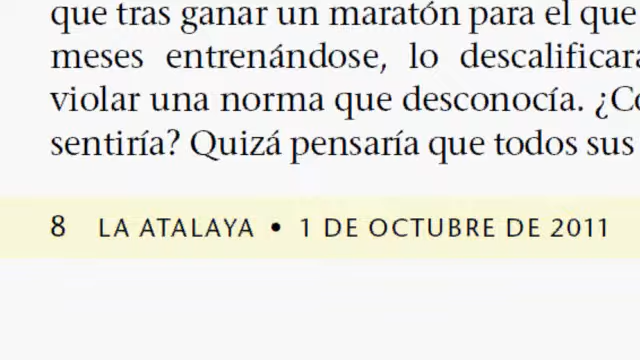 que tras ganar un maratón para el que
meses entrenándose, lo descalificara
violar una norma que desconocía. ¿Co
sentiría? Quizá pensaría que todos sus
8 LA ATALAYA • 1 DE OCTUBRE DE 2011